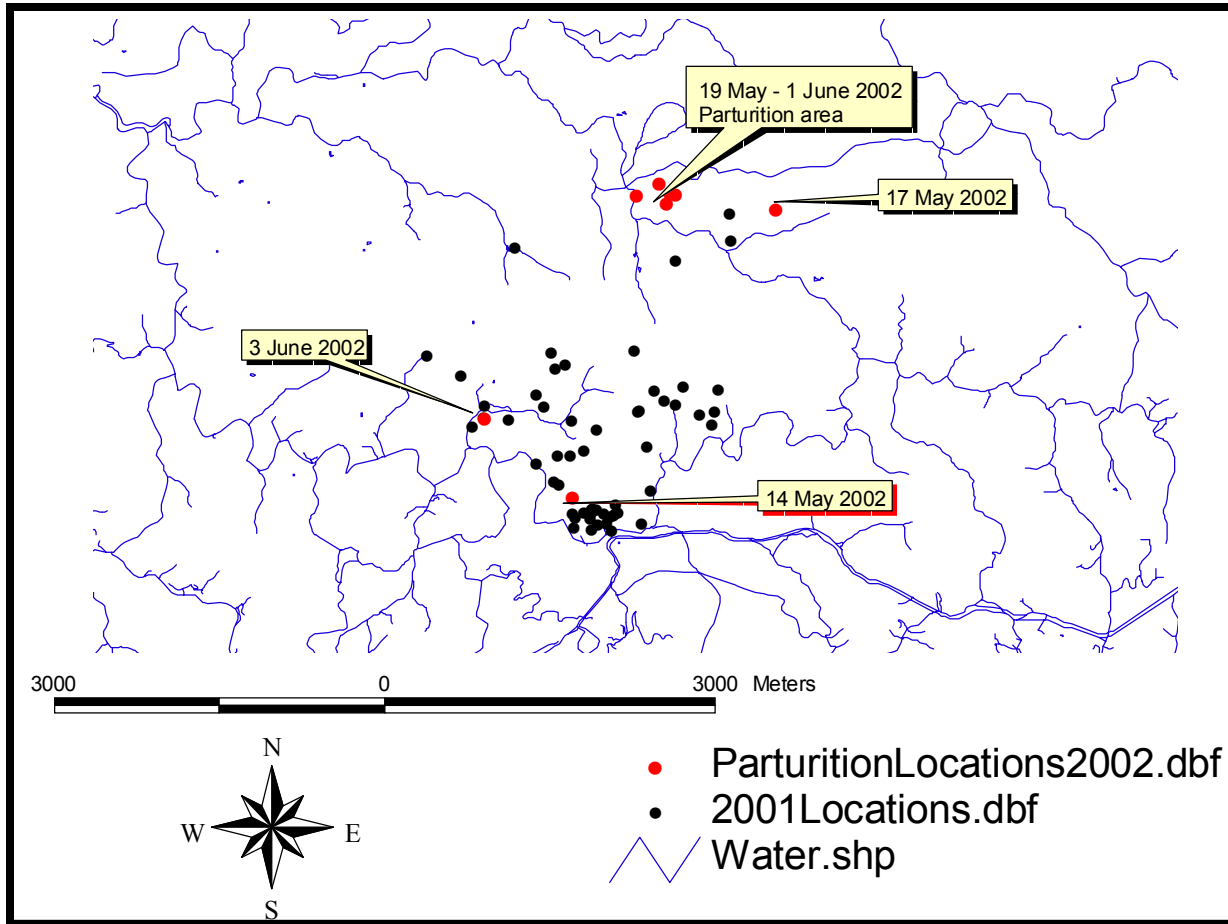 19 May - 1 June 2002
Parturition area
17 May 2002
3 June 2002
14 May 2002
3000 0 3000 Meters
N
W E
S
ParturitionLocations2002.dbf
2001Locations.dbf
Water.shp